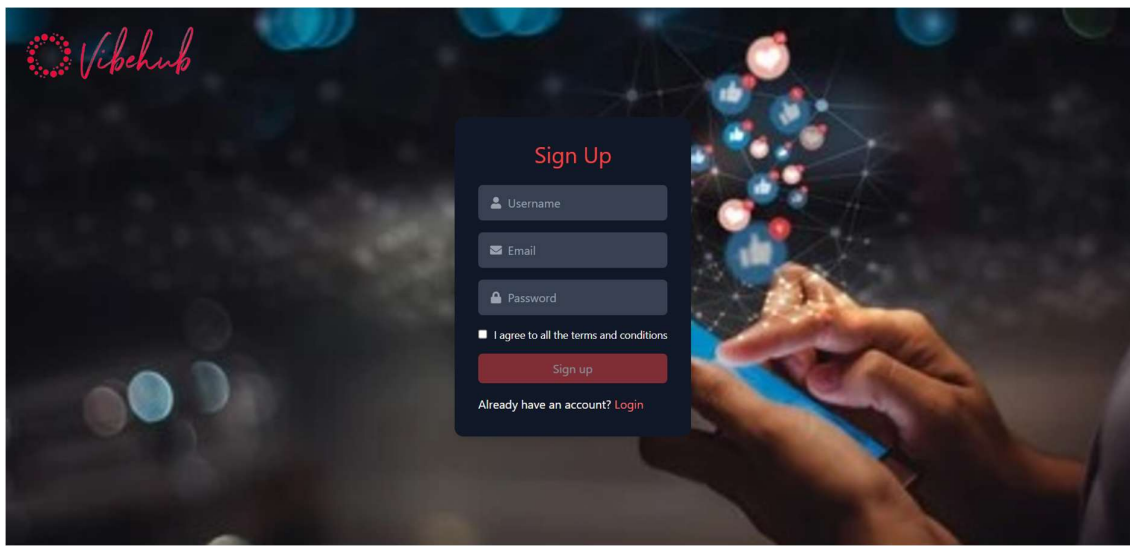 Vibehub
Sign Up
Username
Email
Password
I agree to all the terms and conditions
Sign up
Already have an account? Login